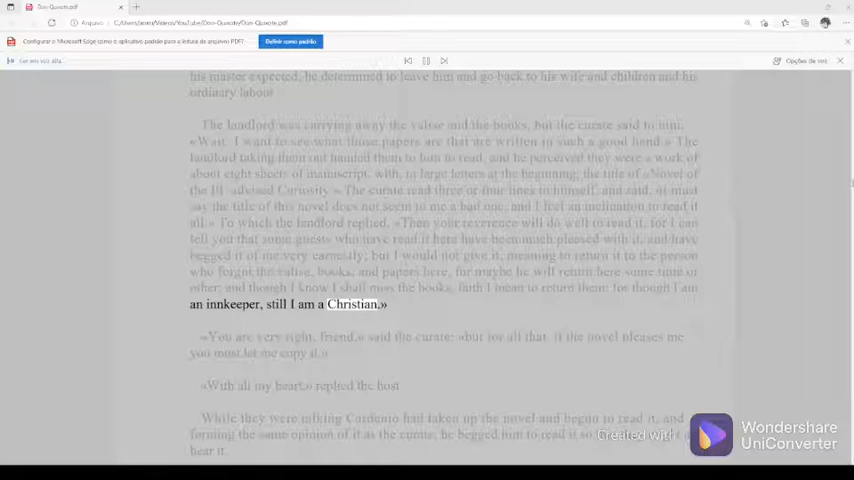 Don-Quixote.pdf
Arquivo
C:/Users/
/Videos/YouTube/Don-Quixote/Don-Quixote.pdf
Configurar o Microsoft Edge como o aplicativo padrão para a leitura de arquivos PDF?
Definir como padrão
Ler em voz alta
Opções de voz
his master expected, he determined to leave him and go back to his wife and children and his
ordinary labour
The landlord was carrying away the valise and the books, but the curate said to him,
«Wait; I want to see what those papers are that are written in such a good hand.» The
landlord taking them out handed them to him to read, and he perceived they were a work of
about eight sheets of manuscript, with, in large letters at the beginning, the title of «Novel of
the Ill-advised Curiosity.» The curate read three or four lines to himself, and said, «I must
say the title of this novel does not seem to me a bad one, and I feel an inclination to read it
all.» To which the landlord replied, «Then your reverence will do well to read it, for I can
tell you that some guests who have read it here have been much pleased with it, and have
begged it of me very earnestly; but I would not give it, meaning to return it to the person
who forgot the valise, books, and papers here, for maybe he will return here some time or
other; and though I know I shall miss the books, faith I mean to return them; for though I am
an innkeeper, still I am a Christian.»
«You are very right, friend,» said the curate; «but for all that, if the novel pleases me
you must let me copy it.»
«With all my heart,» replied the host
While they were talking Cardenio had taken up the novel and begun to read it, and
forming the same opinion of it as the curate, he begged him to read it so
hear it.
Created with
Wondershare
UniConverter